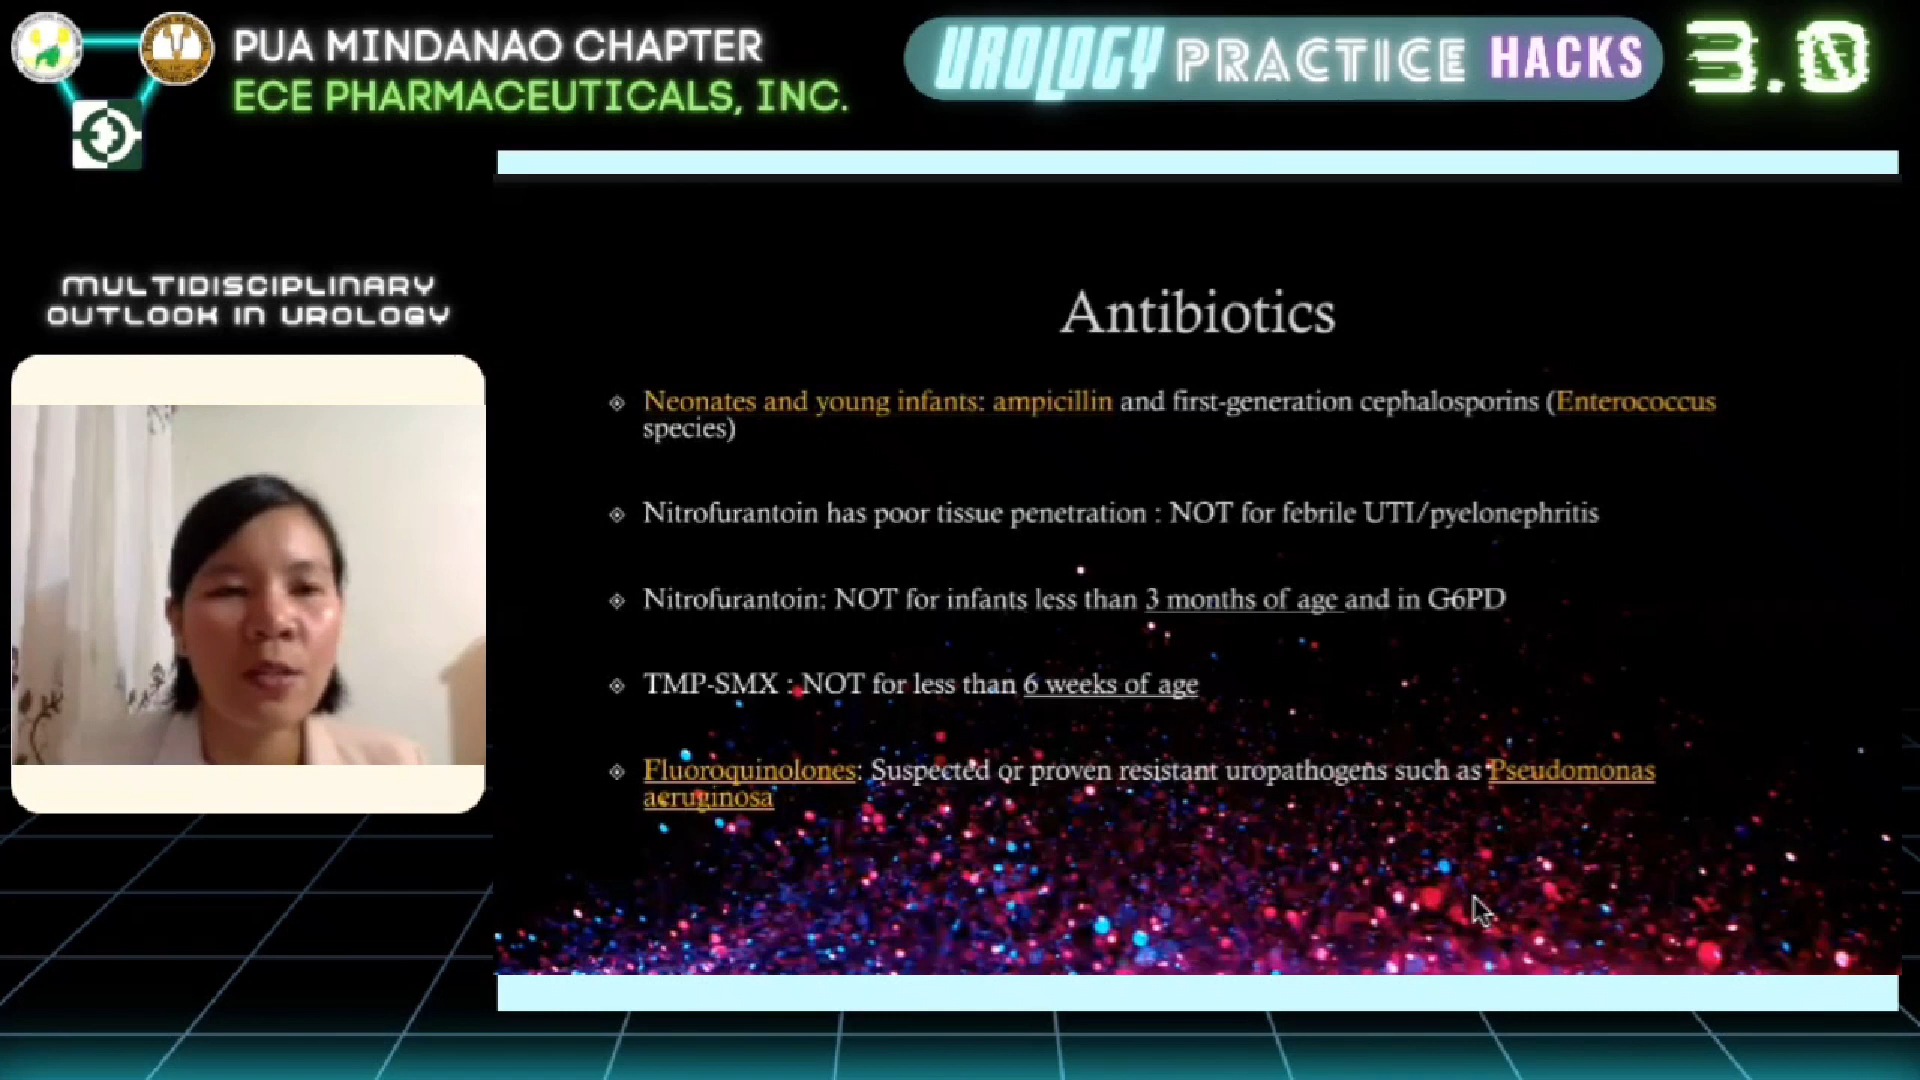 PUA MINDANAO CHAPTER
ECE PHARMACEUTICALS, INC.
UROLOGY PRACTICE HACKS 3.0
MULTIDISCIPLINARY
OUTLOOK IN UROLOGY
Antibiotics
Neonates and young infants: ampicillin and first-generation cephalosporins (Enterococcus
species)
Nitrofurantoin has poor tissue penetration : NOT for febrile UTI/pyelonephritis
Nitrofurantoin: NOT for infants less than 3 months of age and in G6PD
TMP-SMX : NOT for less than 6 weeks of age
Fluoroquinolones: Suspected or proven resistant uropathogens such as Pseudomonas
aeruginosa